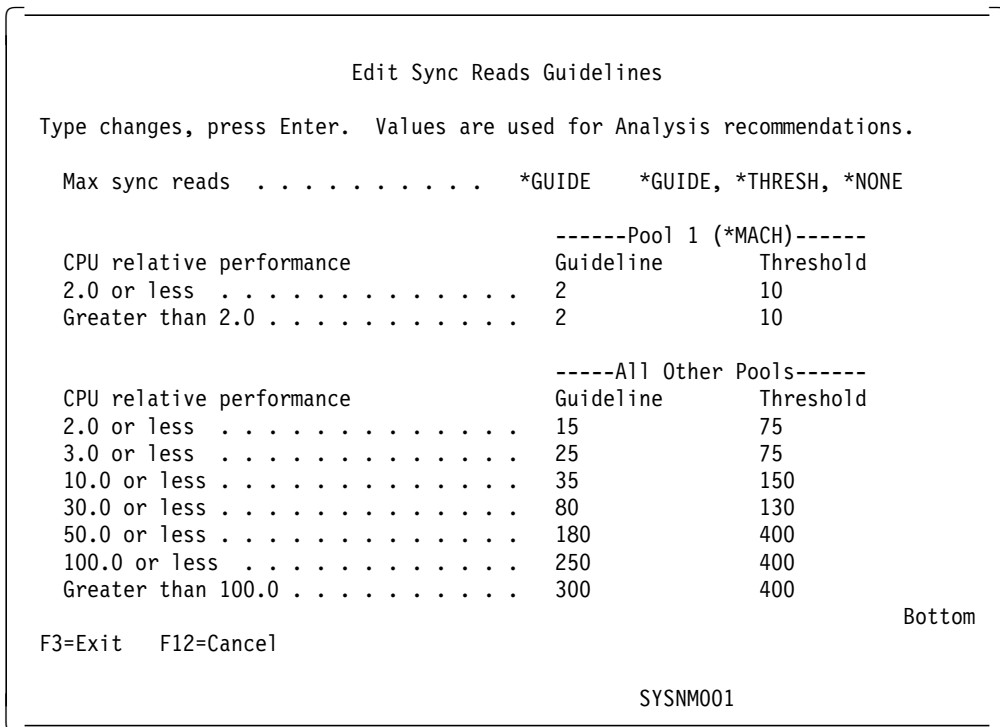 Edit Sync Reads Guidelines
Type changes, press Enter.  Values are used for Analysis recommendations.
Max sync reads  . . . . . . . . . .  *GUIDE    *GUIDE, *THRESH, *NONE
------Pool 1 (*MACH)------
CPU relative performance    Guideline    Threshold
2.0 or less  . . . . . . . . . . . . .  2    10
Greater than 2.0 . . . . . . . . . . .  2    10
-----All Other Pools------
CPU relative performance    Guideline    Threshold
2.0 or less  . . . . . . . . . . . . .  15    75
3.0 or less  . . . . . . . . . . . . .  25    75
10.0 or less . . . . . . . . . . . . .  35    150
30.0 or less . . . . . . . . . . . . .  80    130
50.0 or less . . . . . . . . . . . . .  180    400
100.0 or less  . . . . . . . . . . . .  250    400
Greater than 100.0 . . . . . . . . . .  300    400
Bottom
F3=Exit   F12=Cancel
SYSNM001